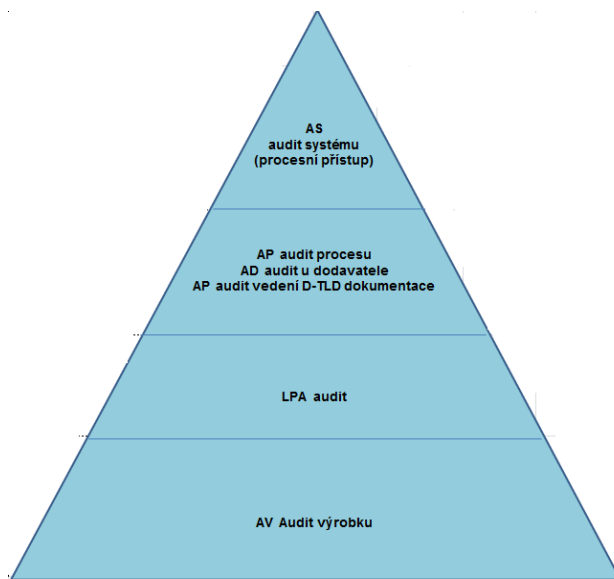 AS
audit systému
(procesní přístup)
AP audit procesu
AD audit u dodavatele
AP audit vedení D-TLD dokumentace
LPA audit
AV Audit výrobku